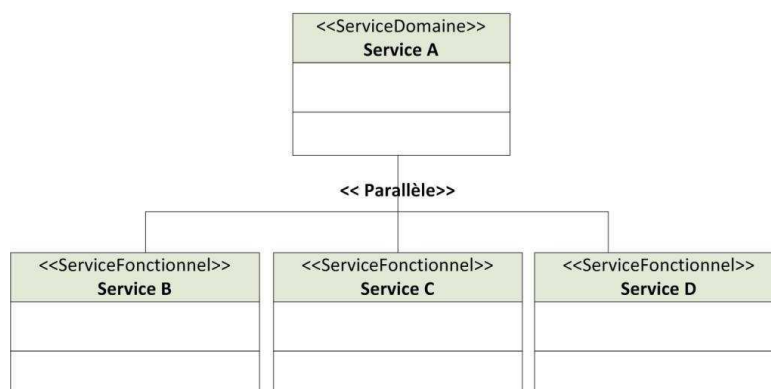 <<ServiceDomaine>>
Service A
<< Parallèle>>
<<ServiceFonctionnel>>
Service B
<<ServiceFonctionnel>>
Service C
<<ServiceFonctionnel>>
Service D